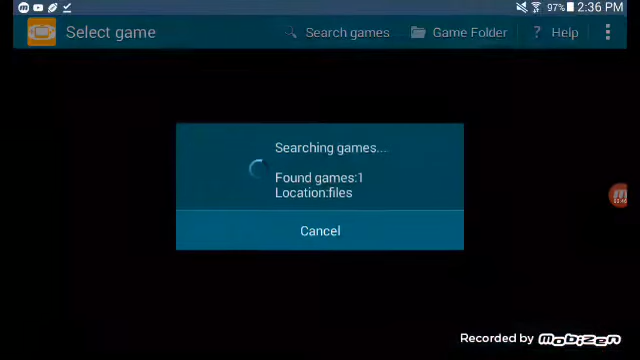 97% 2:36 PM
Select game
Search games
Game Folder
? Help
Searching games...
Found games:1
Location:files
Cancel
Recorded by Mobizen